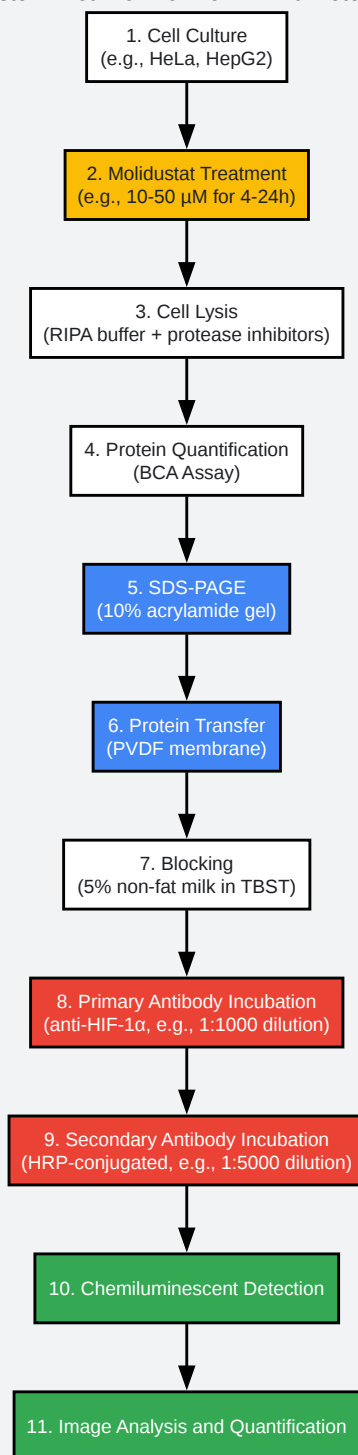 1. Cell Culture
(e.g., HeLa, HepG2)
2. Molidustat Treatment
(e.g., 10-50 µM for 4-24h)
3. Cell Lysis
(RIPA buffer + protease inhibitors)
4. Protein Quantification
(BCA Assay)
5. SDS-PAGE
(10% acrylamide gel)
6. Protein Transfer
(PVDF membrane)
7. Blocking
(5% non-fat milk in TBST)
8. Primary Antibody Incubation
(anti-HIF-1α, e.g., 1:1000 dilution)
9. Secondary Antibody Incubation
(HRP-conjugated, e.g., 1:5000 dilution)
10. Chemiluminescent Detection
11. Image Analysis and Quantification